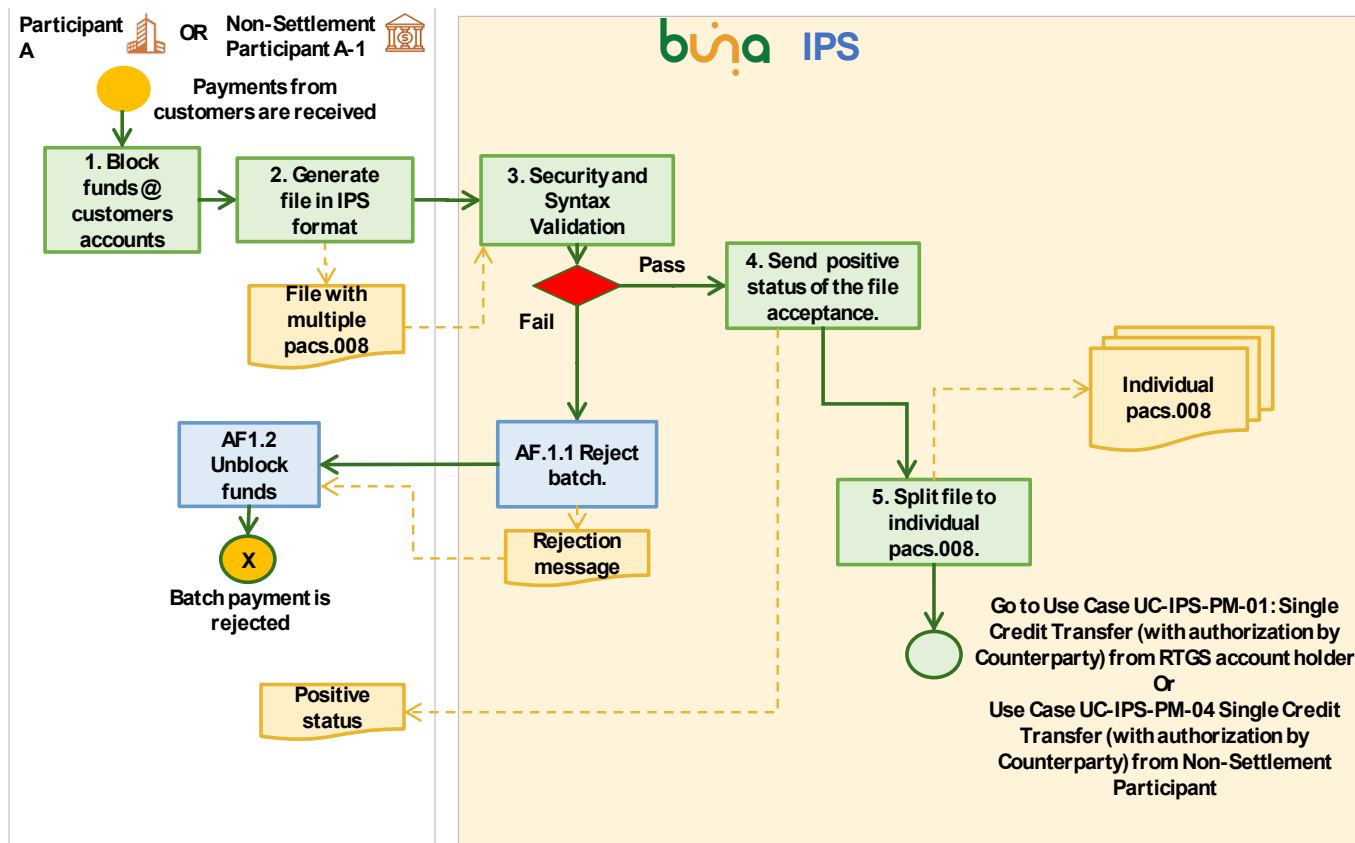 Participant
A
OR
Non-Settlement
Participant A-1
buna IPS
Payments from
customers are received
1. Block
funds @
customers
accounts
2. Generate
file in IPS
format
3. Security and
Syntax
Validation
File with
multiple
pacs.008
Pass
Fail
4. Send positive
status of the file
acceptance.
Individual
pacs.008
AF1.2
Unblock
funds
AF.1.1 Reject
batch.
5. Split file to
individual
pacs.008.
Rejection
message
X
Batch payment is
rejected
Positive
status
Go to Use Case UC-IPS-PM-01: Single
Credit Transfer (with authorization by
Counterparty) from RTGS account holder
Or
Use Case UC-IPS-PM-04 Single Credit
Transfer (with authorization by
Counterparty) from Non-Settlement
Participant